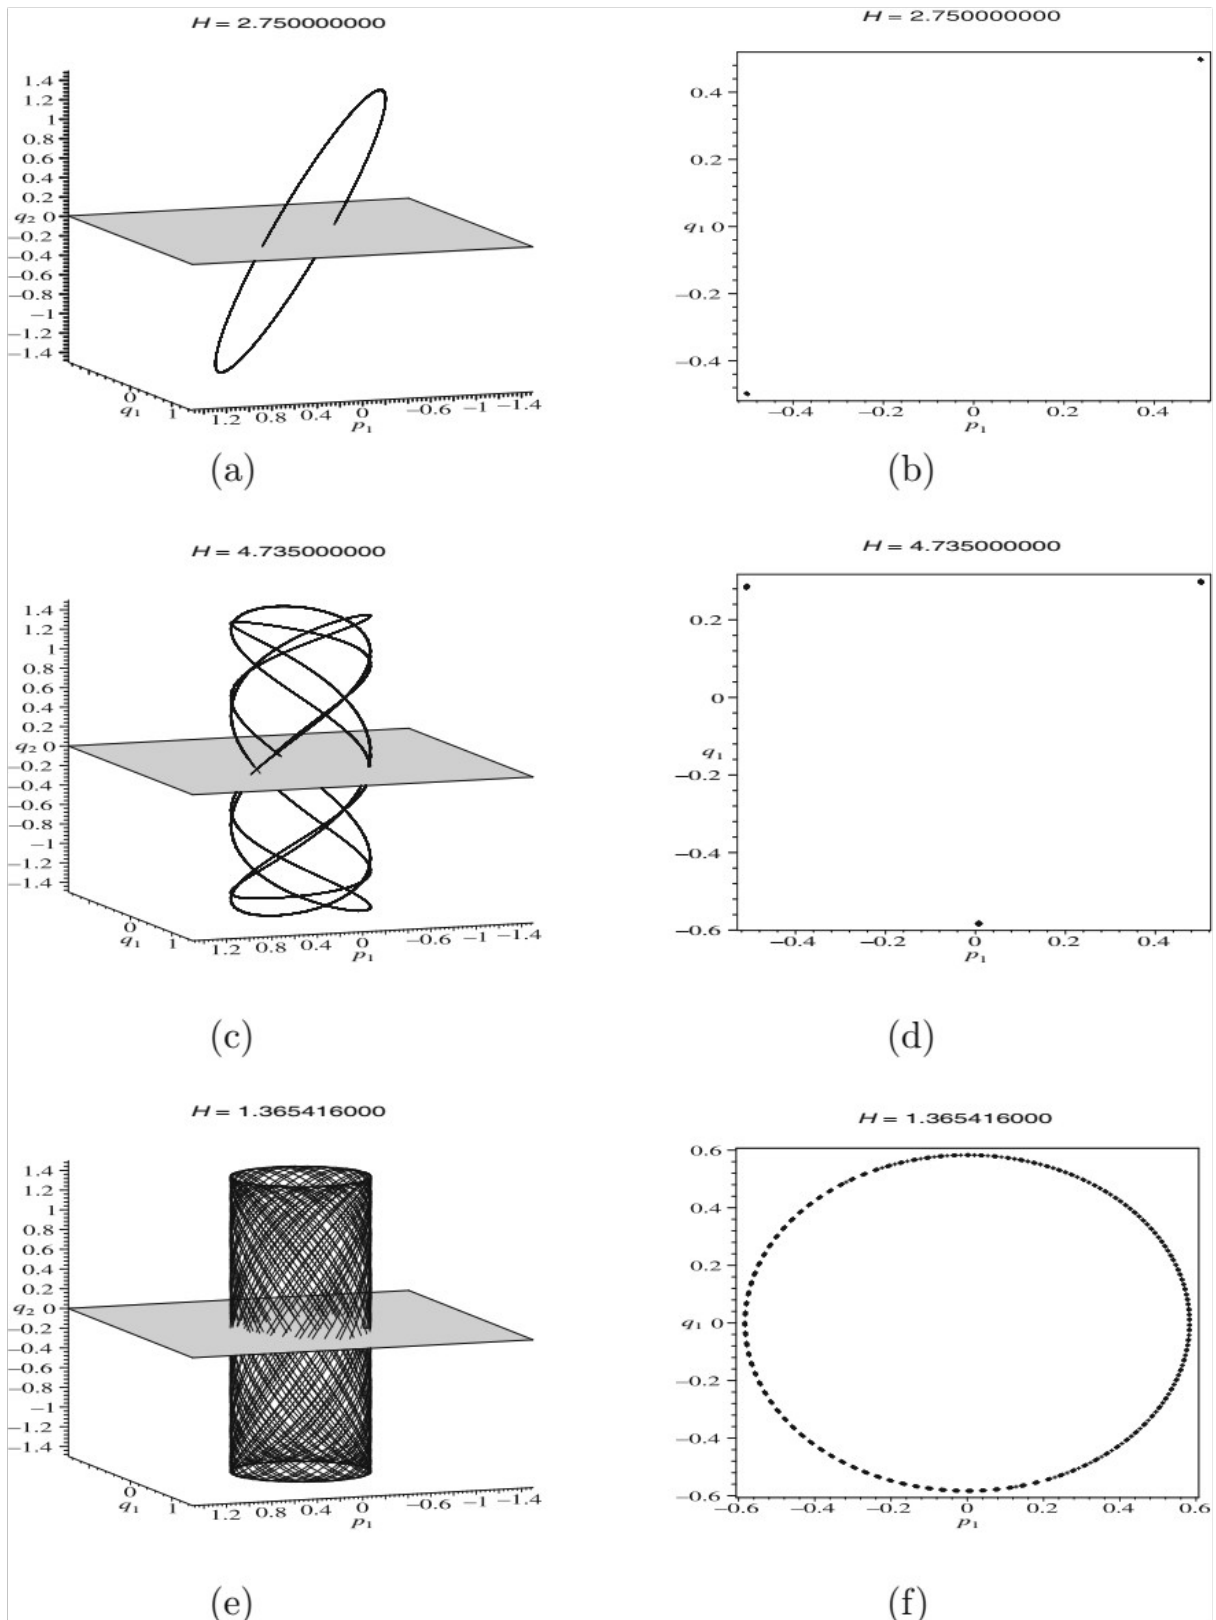 H = 2.750000000
1.4
1.2
1
0.8
0.6
0.4
0.2
q₂ 0
−0.2
−0.4
−0.6
−0.8
−1
−1.2
−1.4
0
q₁ 1
1.2 0.8 0.4 0 −0.6 −1 −1.4
p₁
(a)
H = 2.750000000
0.4
0.2
q₁ 0
−0.2
−0.4
−0.4 −0.2 0 0.2 0.4
p₁
(b)
H = 4.735000000
1.4
1.2
1
0.8
0.6
0.4
0.2
q₂ 0
−0.2
−0.4
−0.6
−0.8
−1
−1.2
−1.4
0
q₁ 1
1.2 0.8 0.4 0 −0.6 −1 −1.4
p₁
(c)
H = 4.735000000
0.2
0
q₁
−0.2
−0.4
−0.6
−0.4 −0.2 0 0.2 0.4
p₁
(d)
H = 1.365416000
1.4
1.2
1
0.8
0.6
0.4
0.2
q₂ 0
−0.2
−0.4
−0.6
−0.8
−1
−1.2
−1.4
0
q₁ 1
1.2 0.8 0.4 0 −0.6 −1 −1.4
p₁
(e)
H = 1.365416000
0.6
0.4
0.2
q₁ 0
−0.2
−0.4
−0.6
−0.6 −0.4 −0.2 0 0.2 0.4 0.6
p₁
(f)